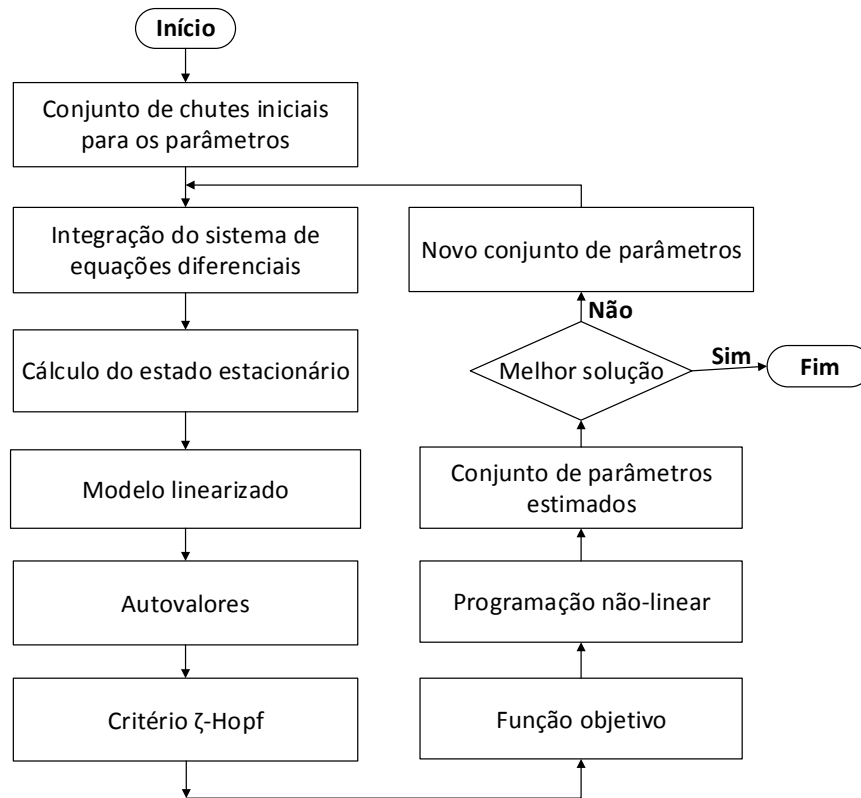 Início
Conjunto de chutes iniciais
para os parâmetros
Integração do sistema de
equações diferenciais
Cálculo do estado estacionário
Modelo linearizado
Autovalores
Critério ζ-Hopf
Função objetivo
Programação não-linear
Conjunto de parâmetros
estimados
Melhor solução
Não
Sim
Novo conjunto de parâmetros
Fim